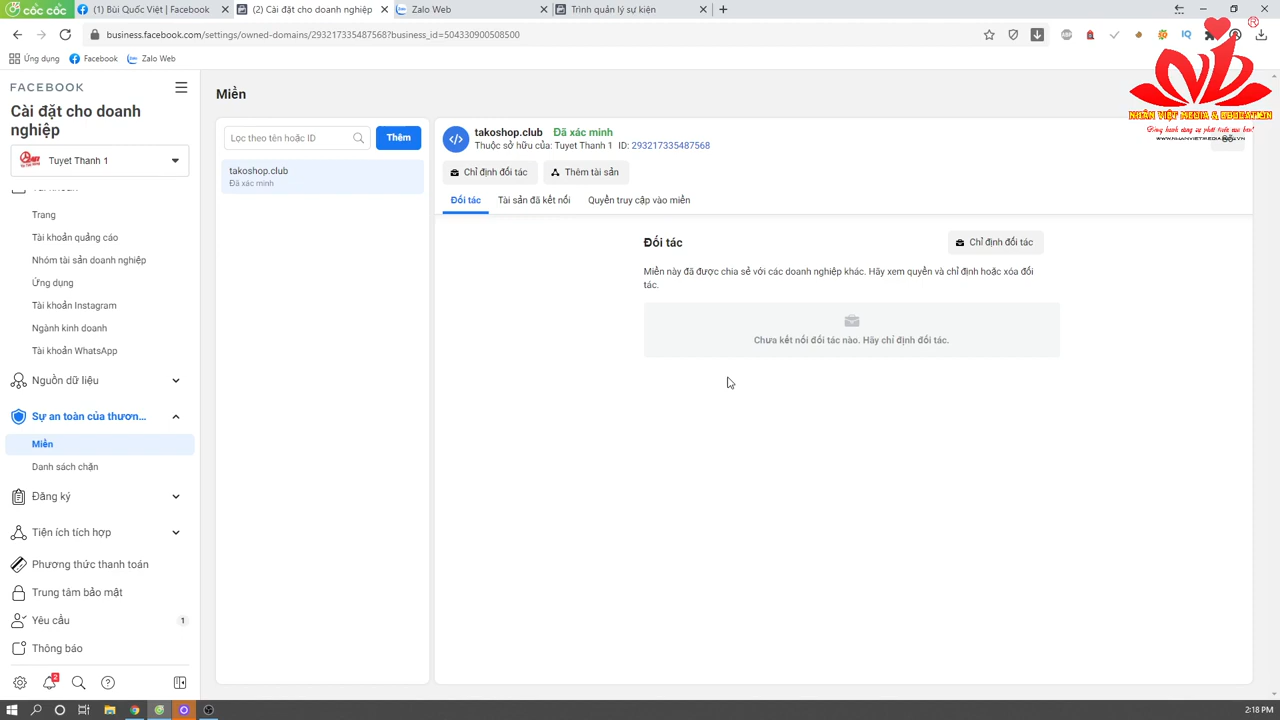 cốc cốc
(1) Bùi Quốc Việt | Facebook
(2) Cài đặt cho doanh nghiệp
Zalo Web
Trình quản lý sự kiện
business.facebook.com/settings/owned-domains/293217335487568?business_id=504330900508500
Ứng dụng
Facebook
Zalo Web
FACEBOOK
Cài đặt cho doanh
nghiệp
Tuyet Thanh 1
Trang
Tài khoản quảng cáo
Nhóm tài sản doanh nghiệp
Ứng dụng
Tài khoản Instagram
Ngành kinh doanh
Tài khoản WhatsApp
Nguồn dữ liệu
Sự an toàn của thươn...
Miền
Danh sách chặn
Đăng ký
Tiện ích tích hợp
Phương thức thanh toán
Trung tâm bảo mật
Yêu cầu
1
Thông báo
2
Miền
Lọc theo tên hoặc ID
Thêm
takoshop.club
Đã xác minh
takoshop.club Đã xác minh
Thuộc sở hữu của: Tuyet Thanh 1 ID: 293217335487568
Chỉ định đối tác
Thêm tài sản
Đối tác
Tài sản đã kết nối
Quyền truy cập vào miền
Đối tác
Chỉ định đối tác
Miền này đã được chia sẻ với các doanh nghiệp khác. Hãy xem quyền và chỉ định hoặc xóa đối
tác.
Chưa kết nối đối tác nào. Hãy chỉ định đối tác.
NHÂN VIỆT MEDIA & EDUCATION
WWW.NHANVIETMEDIA.EDU.VN
2:18 PM